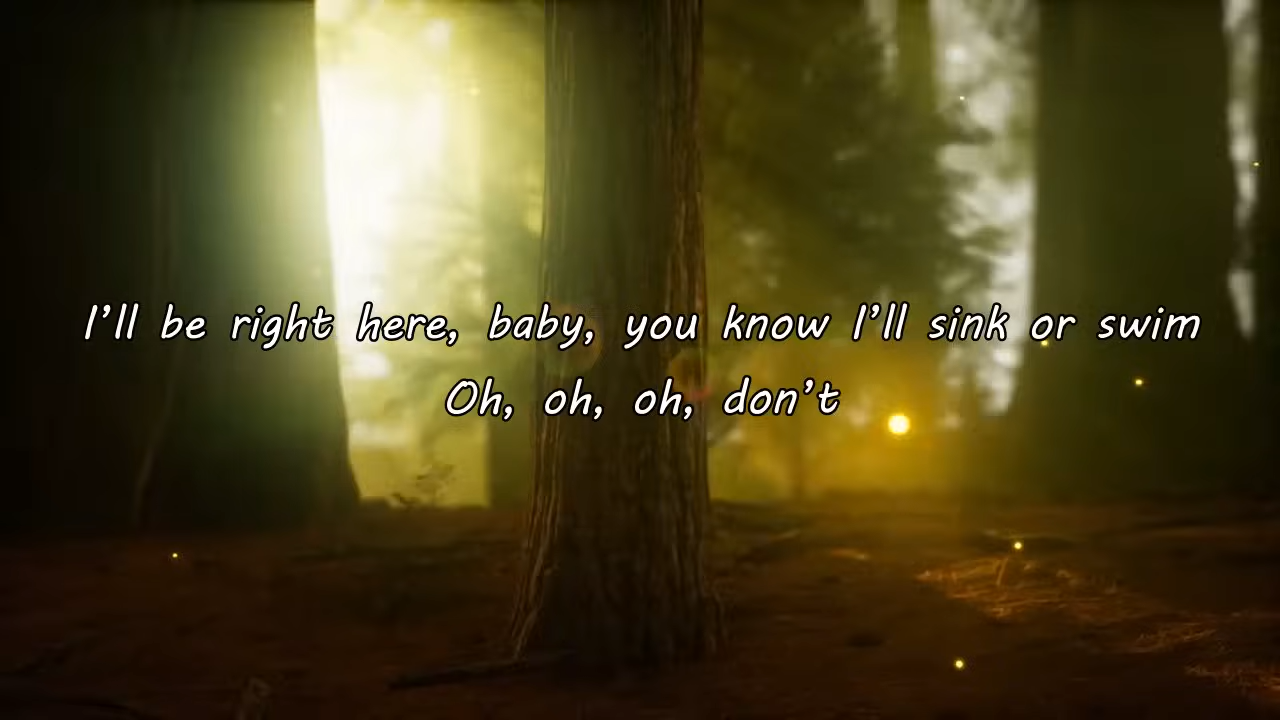 I’ll be right here, baby, you know I’ll sink or swim
Oh, oh, oh, don’t